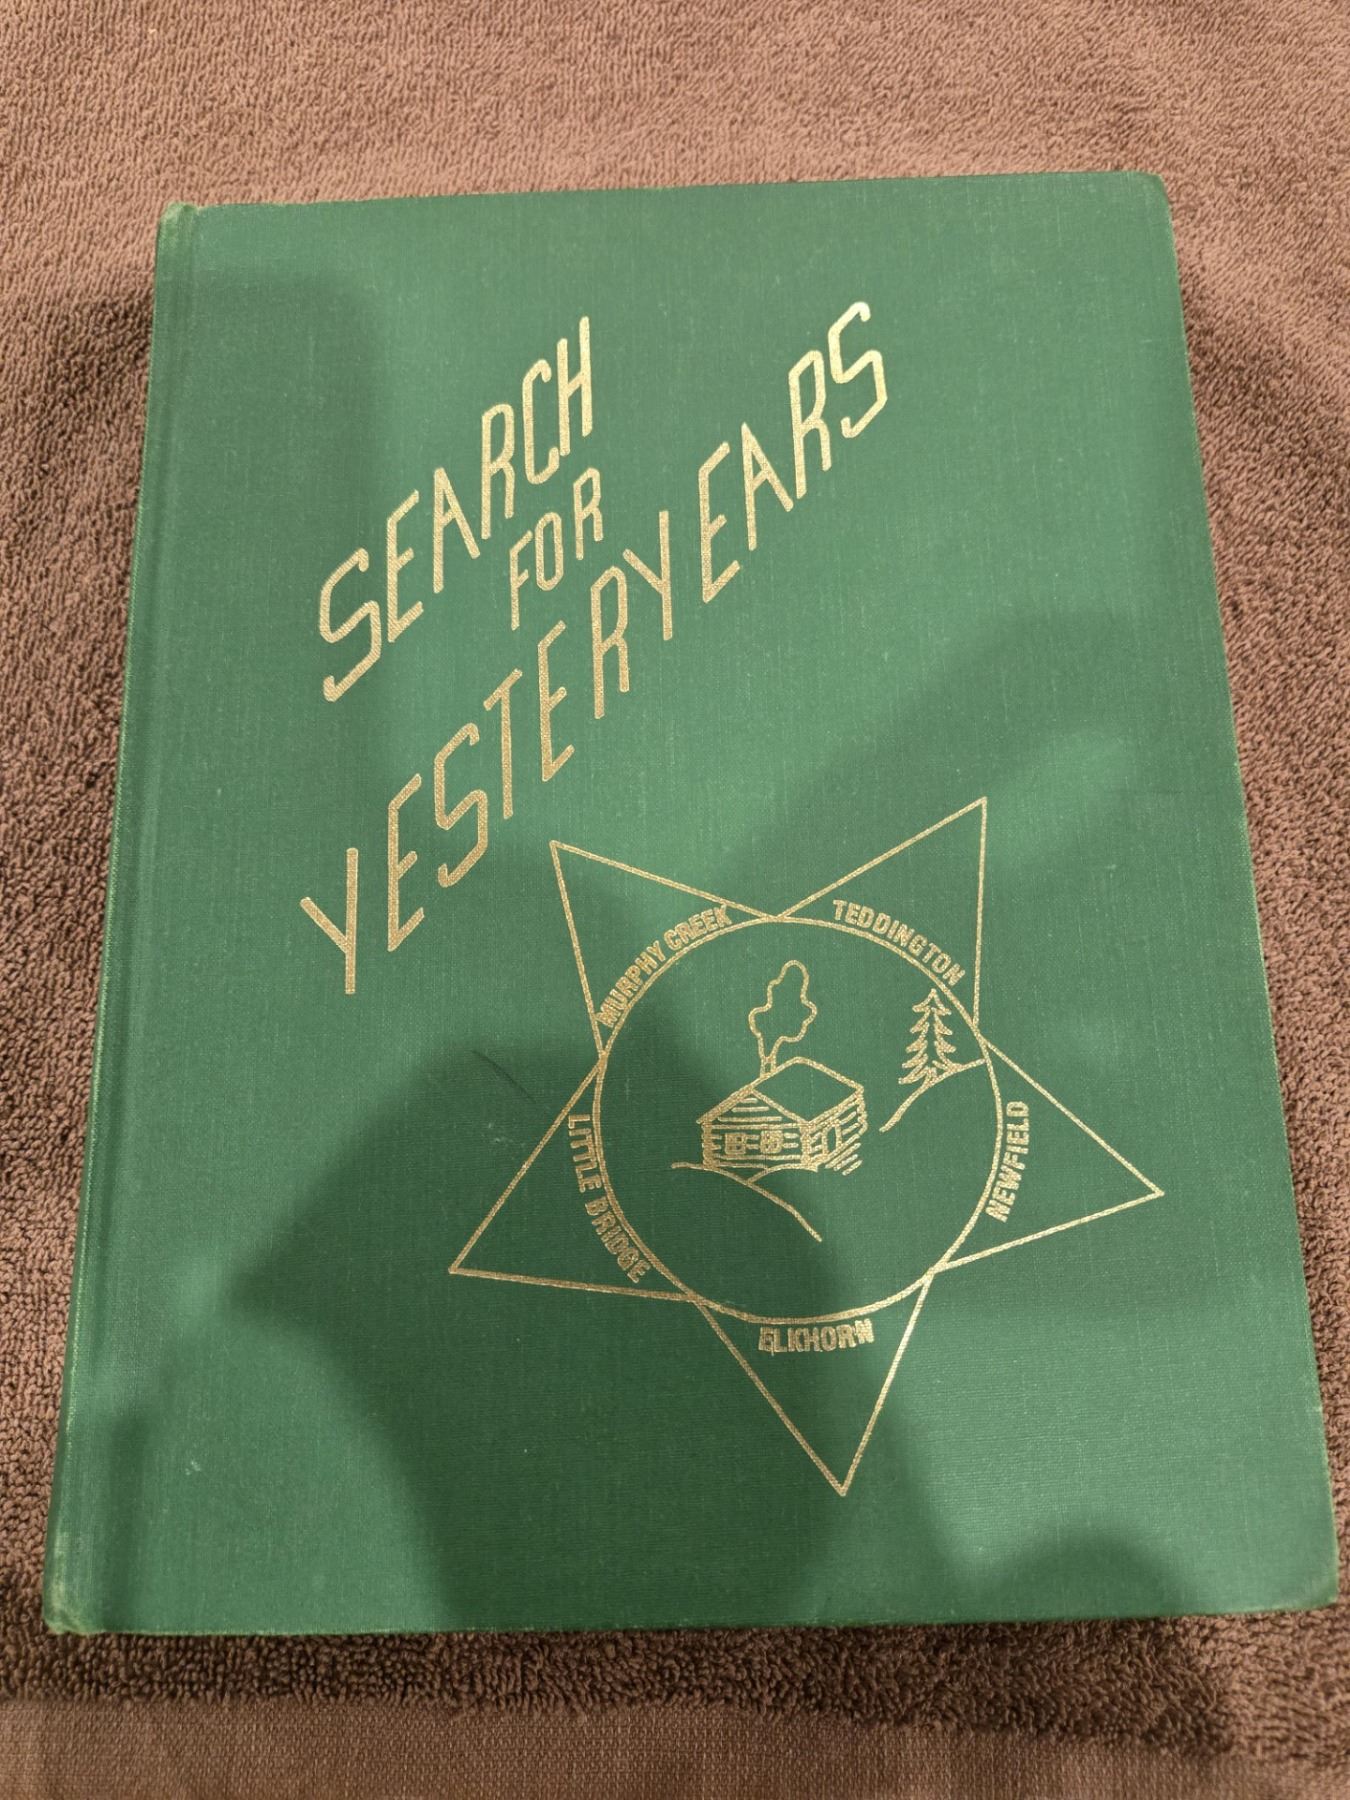 SEARCH
FOR
YESTERYEARS
MURPHY CREEK
TEDDINGTON
LITTLE BRIDGE
NEWFIELD
ELKHORN